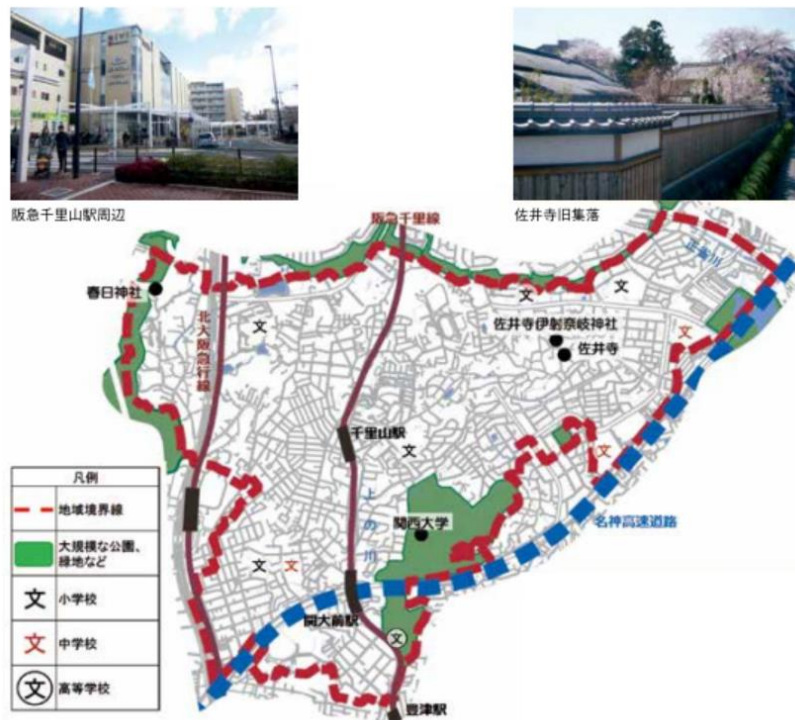 阪急千里山駅周辺
佐井寺旧集落
阪急千里線
正雀川
春日神社
文
文
文
佐井寺伊射奈岐神社
文
佐井寺
北大阪急行線
千里山駅
文
文
上の川
関西大学
名神高速道路
文
文
関大前駅
文
豊津駅
凡例
地域境界線
大規模な公園、
緑地など
文
小学校
文
中学校
文
高等学校